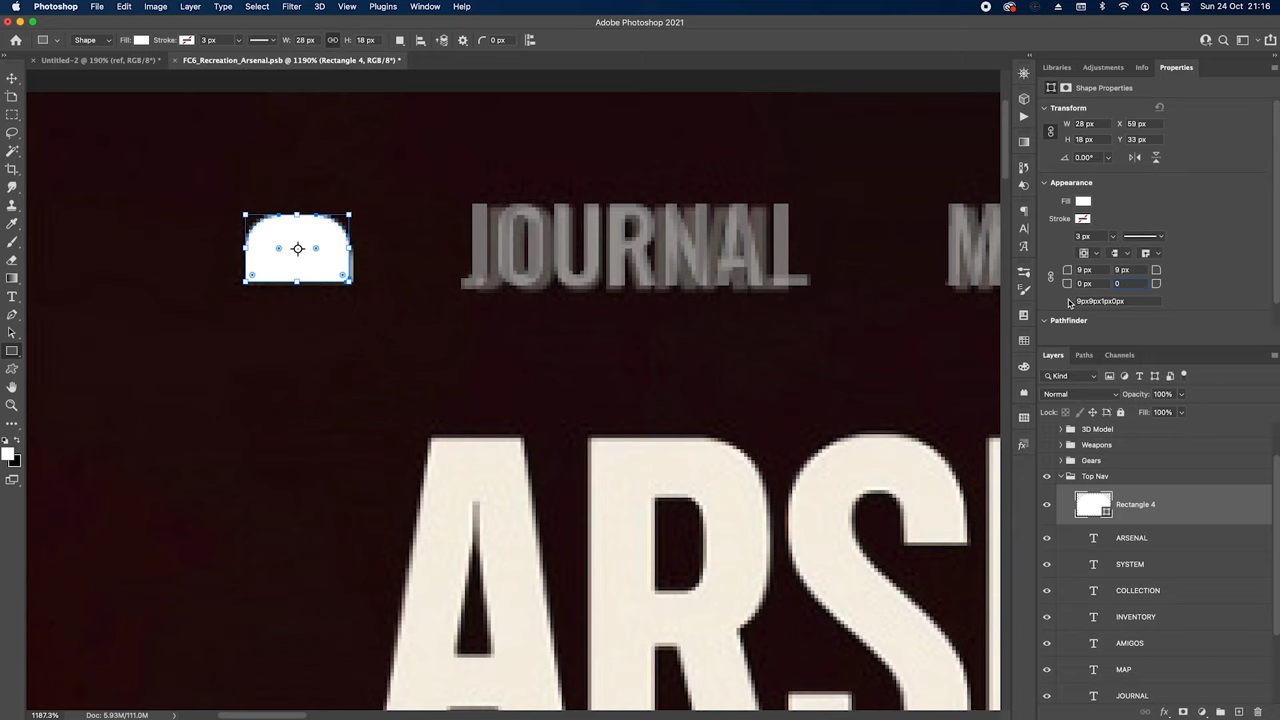 Photoshop File Edit Image Layer Type Select Filter 3D View Plugins Window Help Sun 24 Oct 21:16
Adobe Photoshop 2021
Shape Fill: Stroke: 3 px W: 28 px H: 18 px 0 px
Untitled-2 @ 190% (ref, RGB/8*) * FC6_Recreation_Arsenal.psb @ 1190% (Rectangle 4, RGB/8*) *
Libraries Adjustments Info Properties
Shape Properties
Transform
W 28 px X 59 px
H 18 px Y 33 px
0.00°
Appearance
Fill
Stroke
3 px
9 px 9 px
0 px 0
9px9px1px0px
Pathfinder
JOURNAL M
ARS
Layers Paths Channels
Kind
Normal Opacity: 100%
Lock: Fill: 100%
3D Model
Weapons
Gears
Top Nav
Rectangle 4
T ARSENAL
T SYSTEM
T COLLECTION
T INVENTORY
T AMIGOS
T MAP
T JOURNAL
1187.3% Doc: 5.93M/111.0M
fx